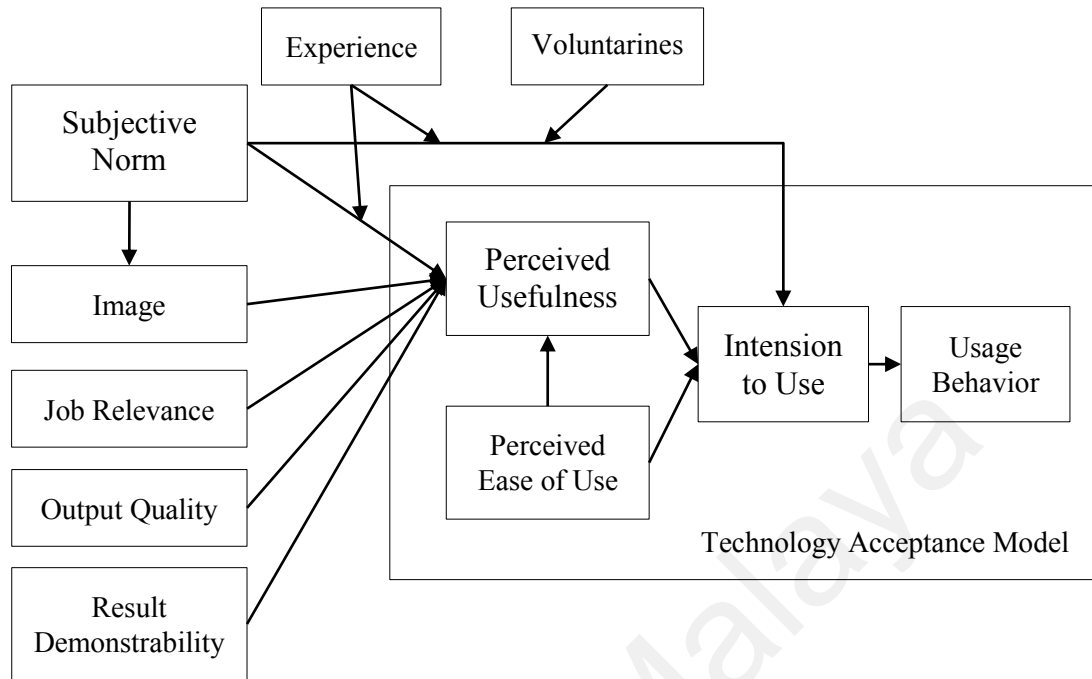 Experience
Voluntarines
Subjective
Norm
Image
Job Relevance
Output Quality
Result
Demonstrability
Perceived
Usefulness
Perceived
Ease of Use
Intension
to Use
Usage
Behavior
Technology Acceptance Model
Malaya